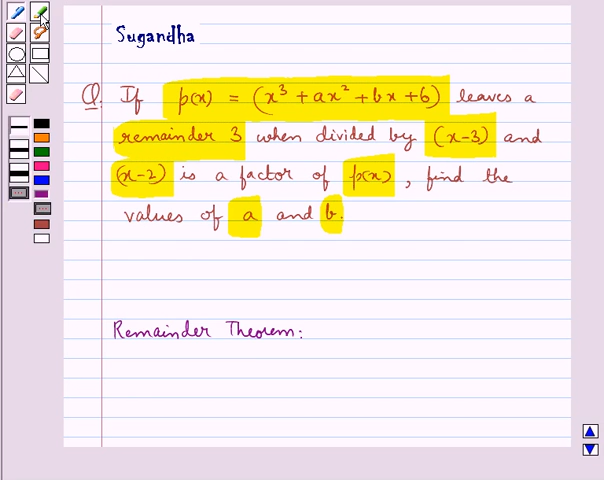 Sugandha
Q. If p(x) = (x³ + ax² + bx + 6) leaves a
remainder 3 when divided by (x-3) and
(x-2) is a factor of p(x), find the
values of a and b.
Remainder Theorem: